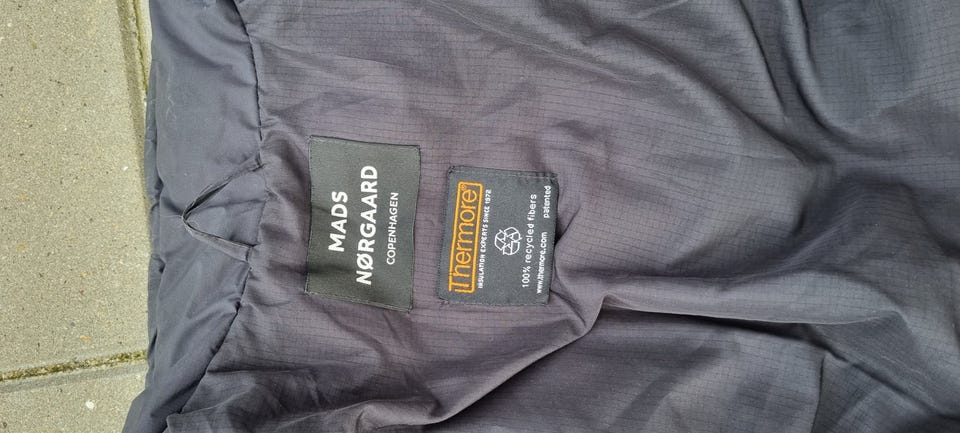 MADS
NØRGAARD
COPENHAGEN
Thermore®
INSULATION EXPERTS SINCE 1972
100% recycled fibers
www.thermore.com patented